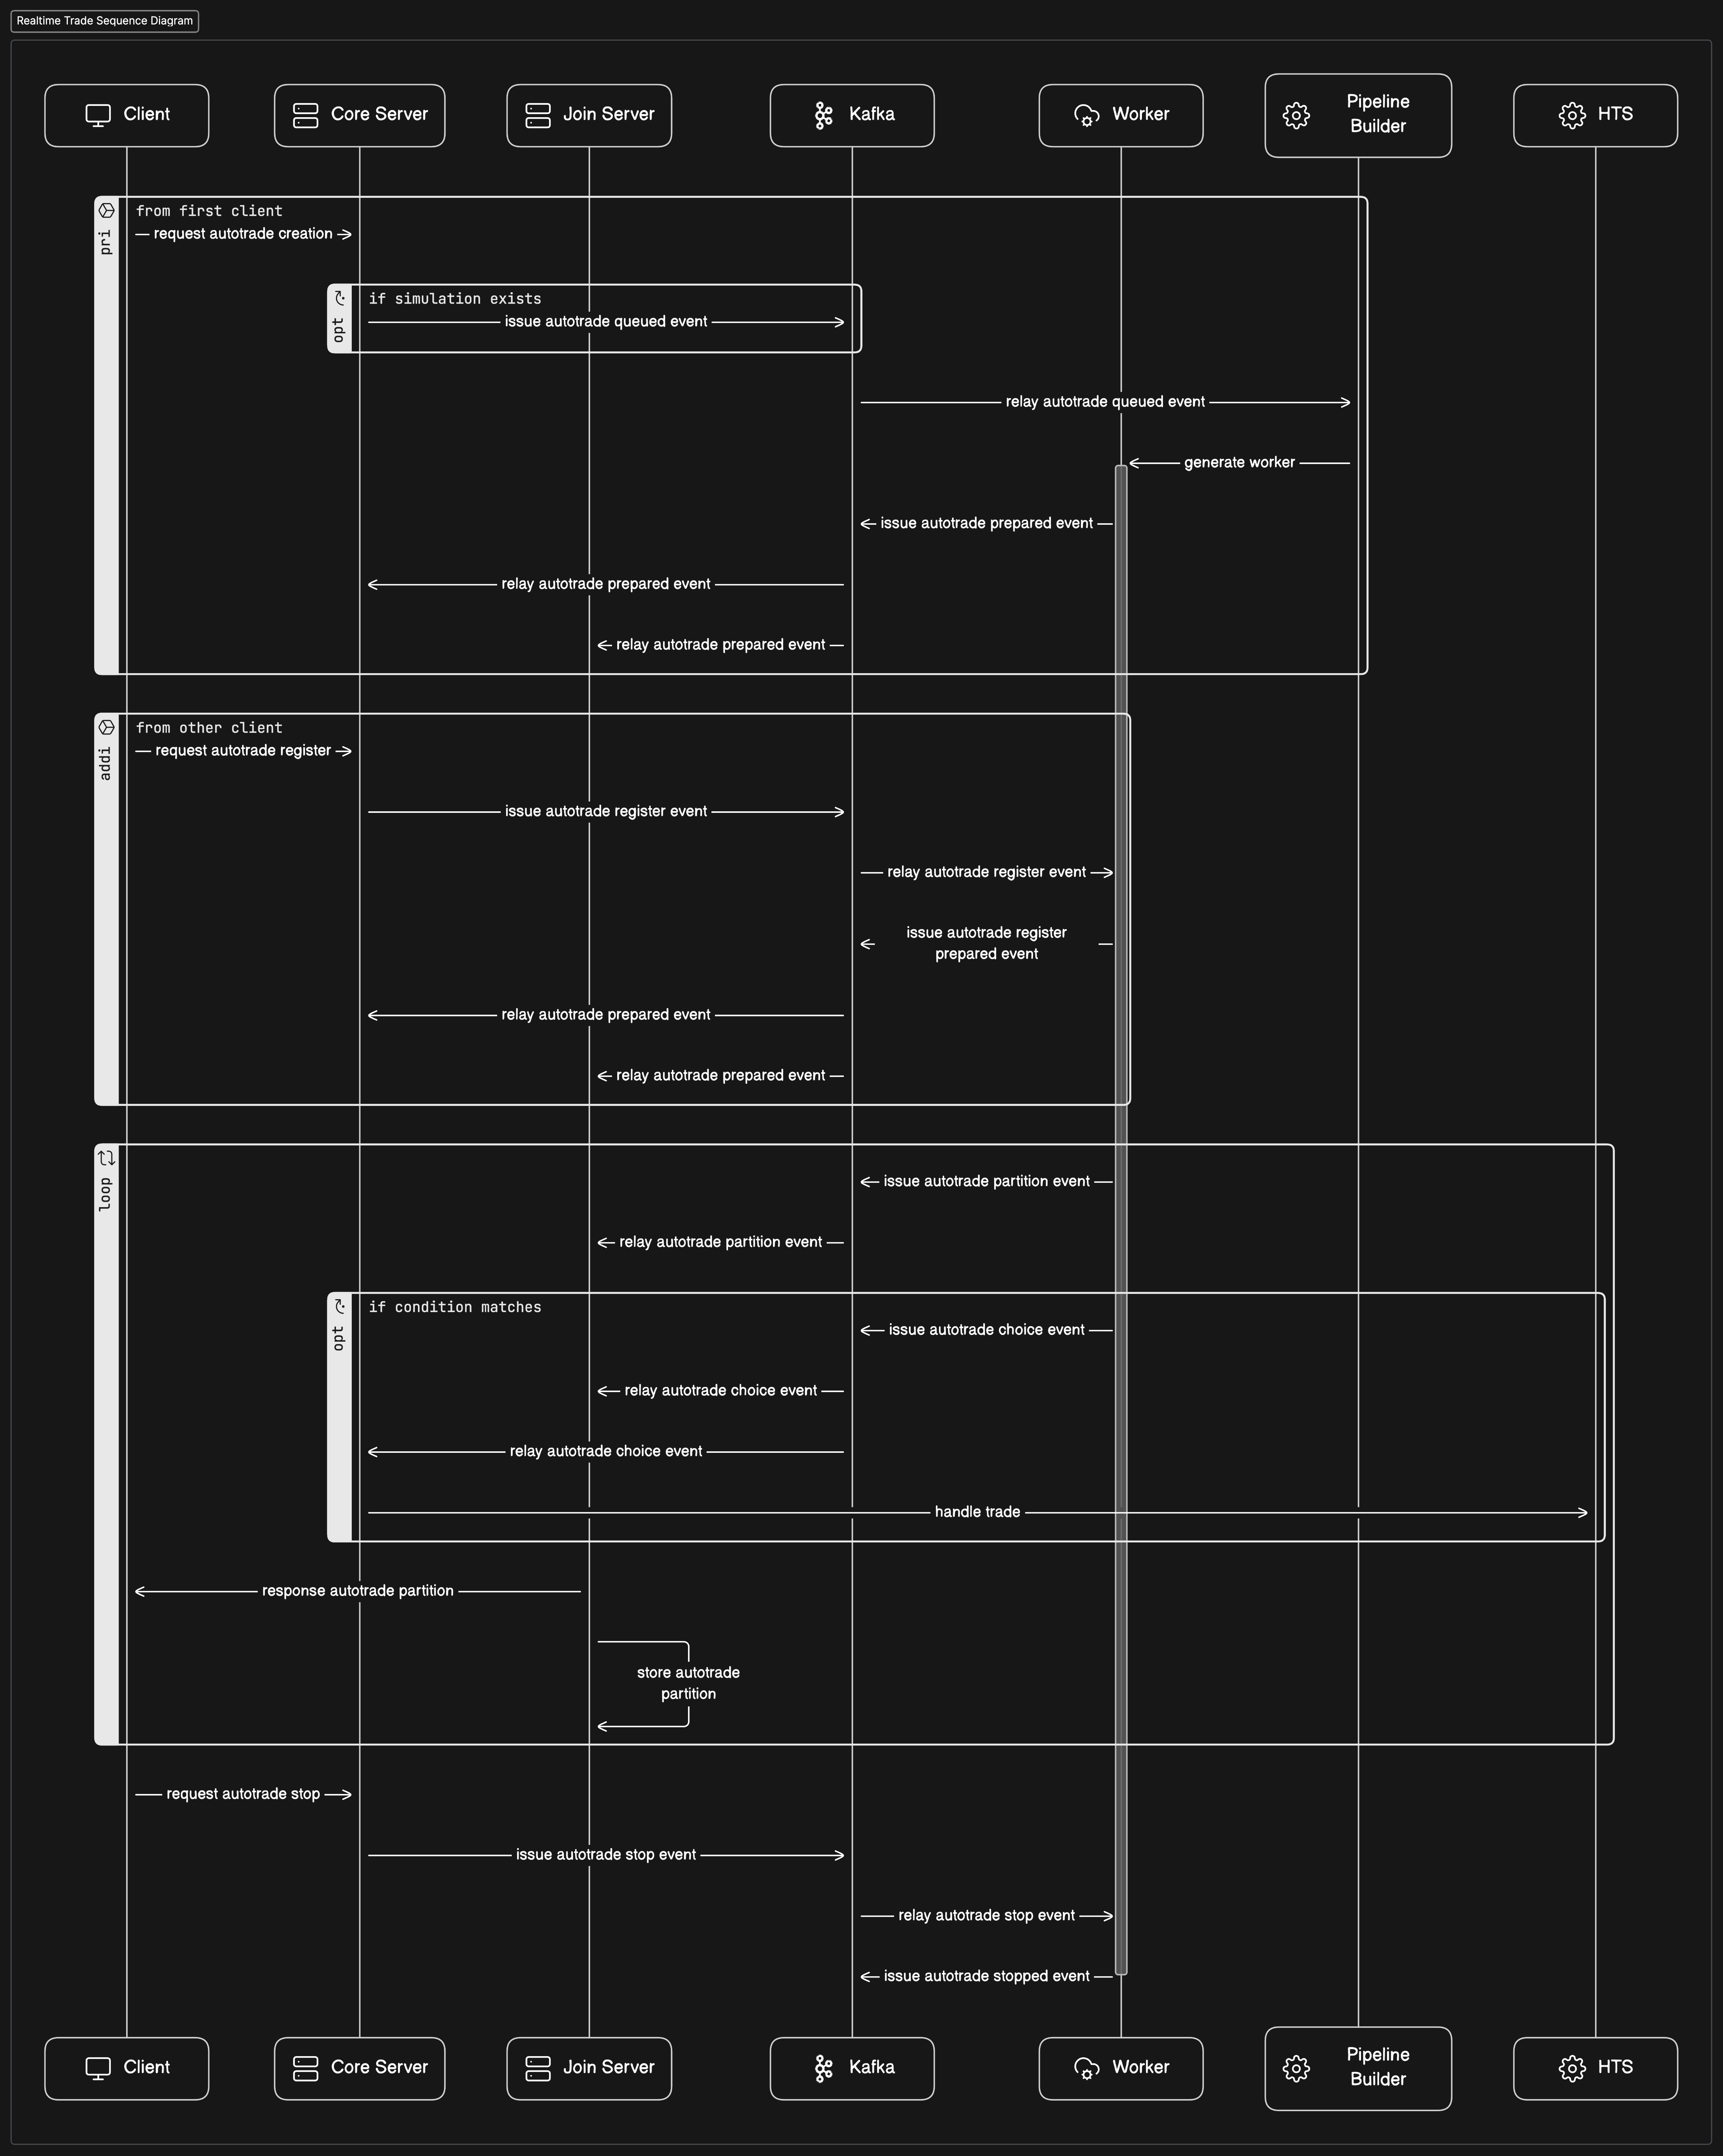 Realtime Trade Sequence Diagram
Client
Core Server
Join Server
Kafka
Worker
Pipeline
Builder
HTS
pri
from first client
request autotrade creation
opt
if simulation exists
issue autotrade queued event
relay autotrade queued event
generate worker
issue autotrade prepared event
relay autotrade prepared event
relay autotrade prepared event
addi
from other client
request autotrade register
issue autotrade register event
relay autotrade register event
issue autotrade register
prepared event
relay autotrade prepared event
relay autotrade prepared event
loop
issue autotrade partition event
relay autotrade partition event
opt
if condition matches
issue autotrade choice event
relay autotrade choice event
relay autotrade choice event
handle trade
response autotrade partition
store autotrade
partition
request autotrade stop
issue autotrade stop event
relay autotrade stop event
issue autotrade stopped event
Client
Core Server
Join Server
Kafka
Worker
Pipeline
Builder
HTS